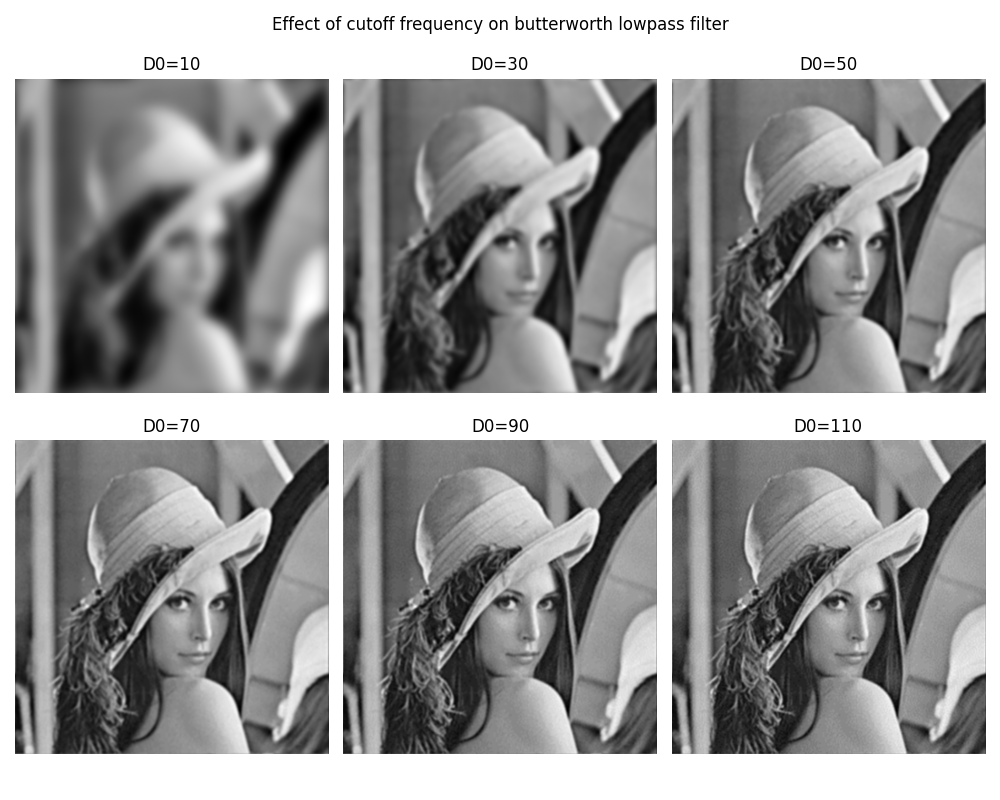 Effect of cutoff frequency on butterworth lowpass filter
D0=10
D0=30
D0=50
D0=70
D0=90
D0=110